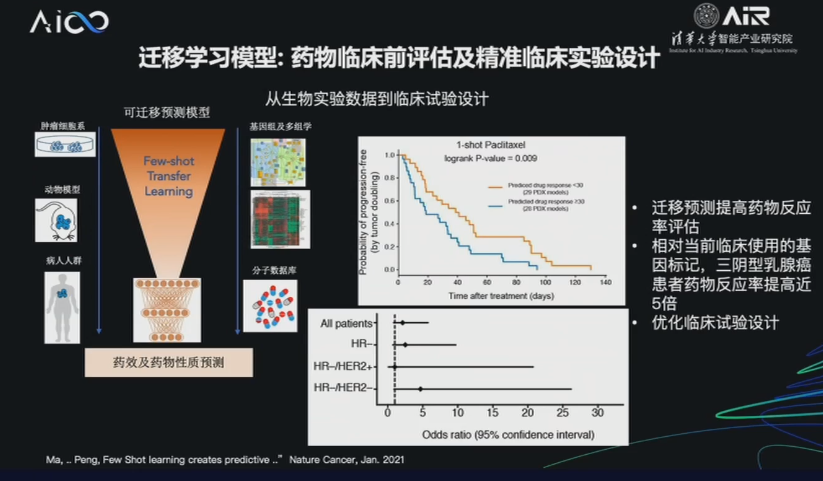 AIR
清华大学智能产业研究院
Institute for AI Industry Research, Tsinghua University
迁移学习模型: 药物临床前评估及精准临床实验设计
从生物实验数据到临床试验设计
可迁移预测模型
肿瘤细胞系
基因组及多组学
Few-shot
Transfer
Learning
动物模型
病人人群
分子数据库
药效及药物性质预测
1-shot Paclitaxel
logrank P-value = 0.009
Probability of progression-free
(by tumor doubling)
1.0
0.8
0.6
0.4
0.2
0.0
Predicted drug response <30
(29 PDX models)
Predicted drug response ≥30
(20 PDX models)
0 20 40 60 80 100 120 140
Time after treatment (days)
All patients
HR-
HR-/HER2+
HR-/HER2-
0 5 10 15 20 25 30
Odds ratio (95% confidence interval)
• 迁移预测提高药物反应
率评估
• 相对当前临床使用的基
因标记，三阴型乳腺癌
患者药物反应率提高近
5倍
• 优化临床试验设计
Ma, .. Peng, Few Shot learning creates predictive ..” Nature Cancer, Jan. 2021